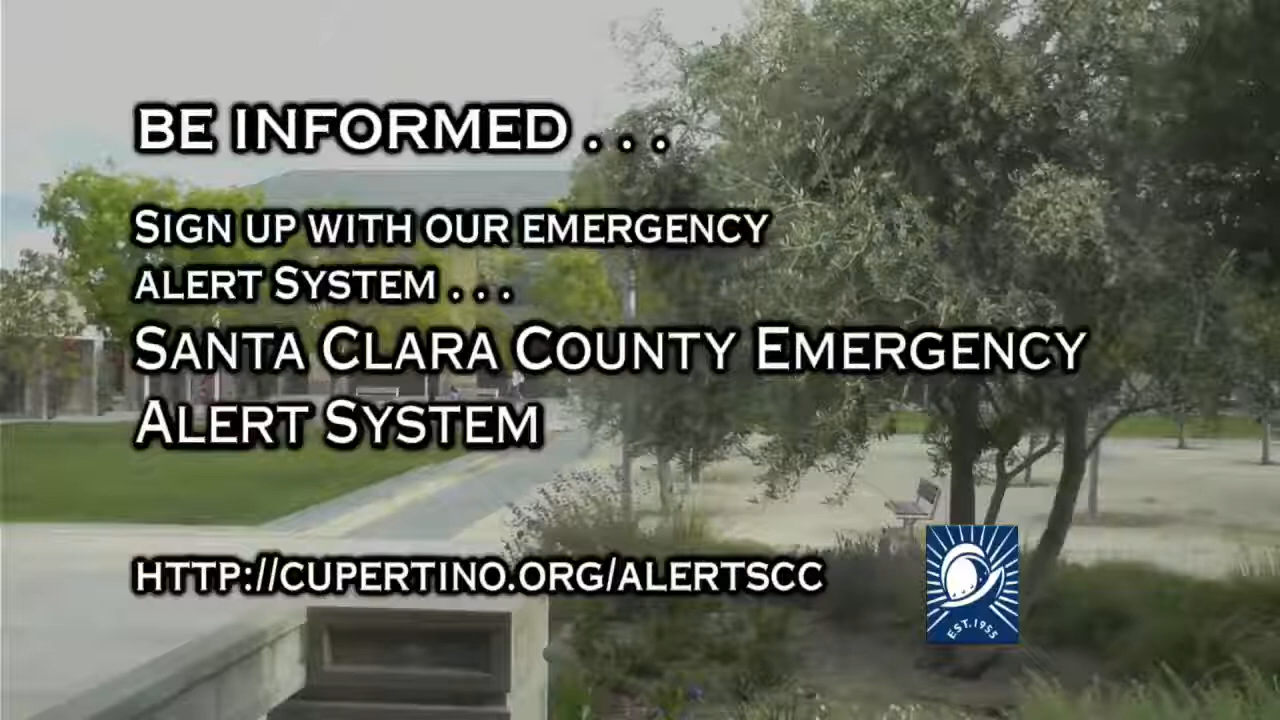 BE INFORMED . . .
SIGN UP WITH OUR EMERGENCY
ALERT SYSTEM . . .
SANTA CLARA COUNTY EMERGENCY
ALERT SYSTEM
HTTP://CUPERTINO.ORG/ALERTSCC
EST. 1955